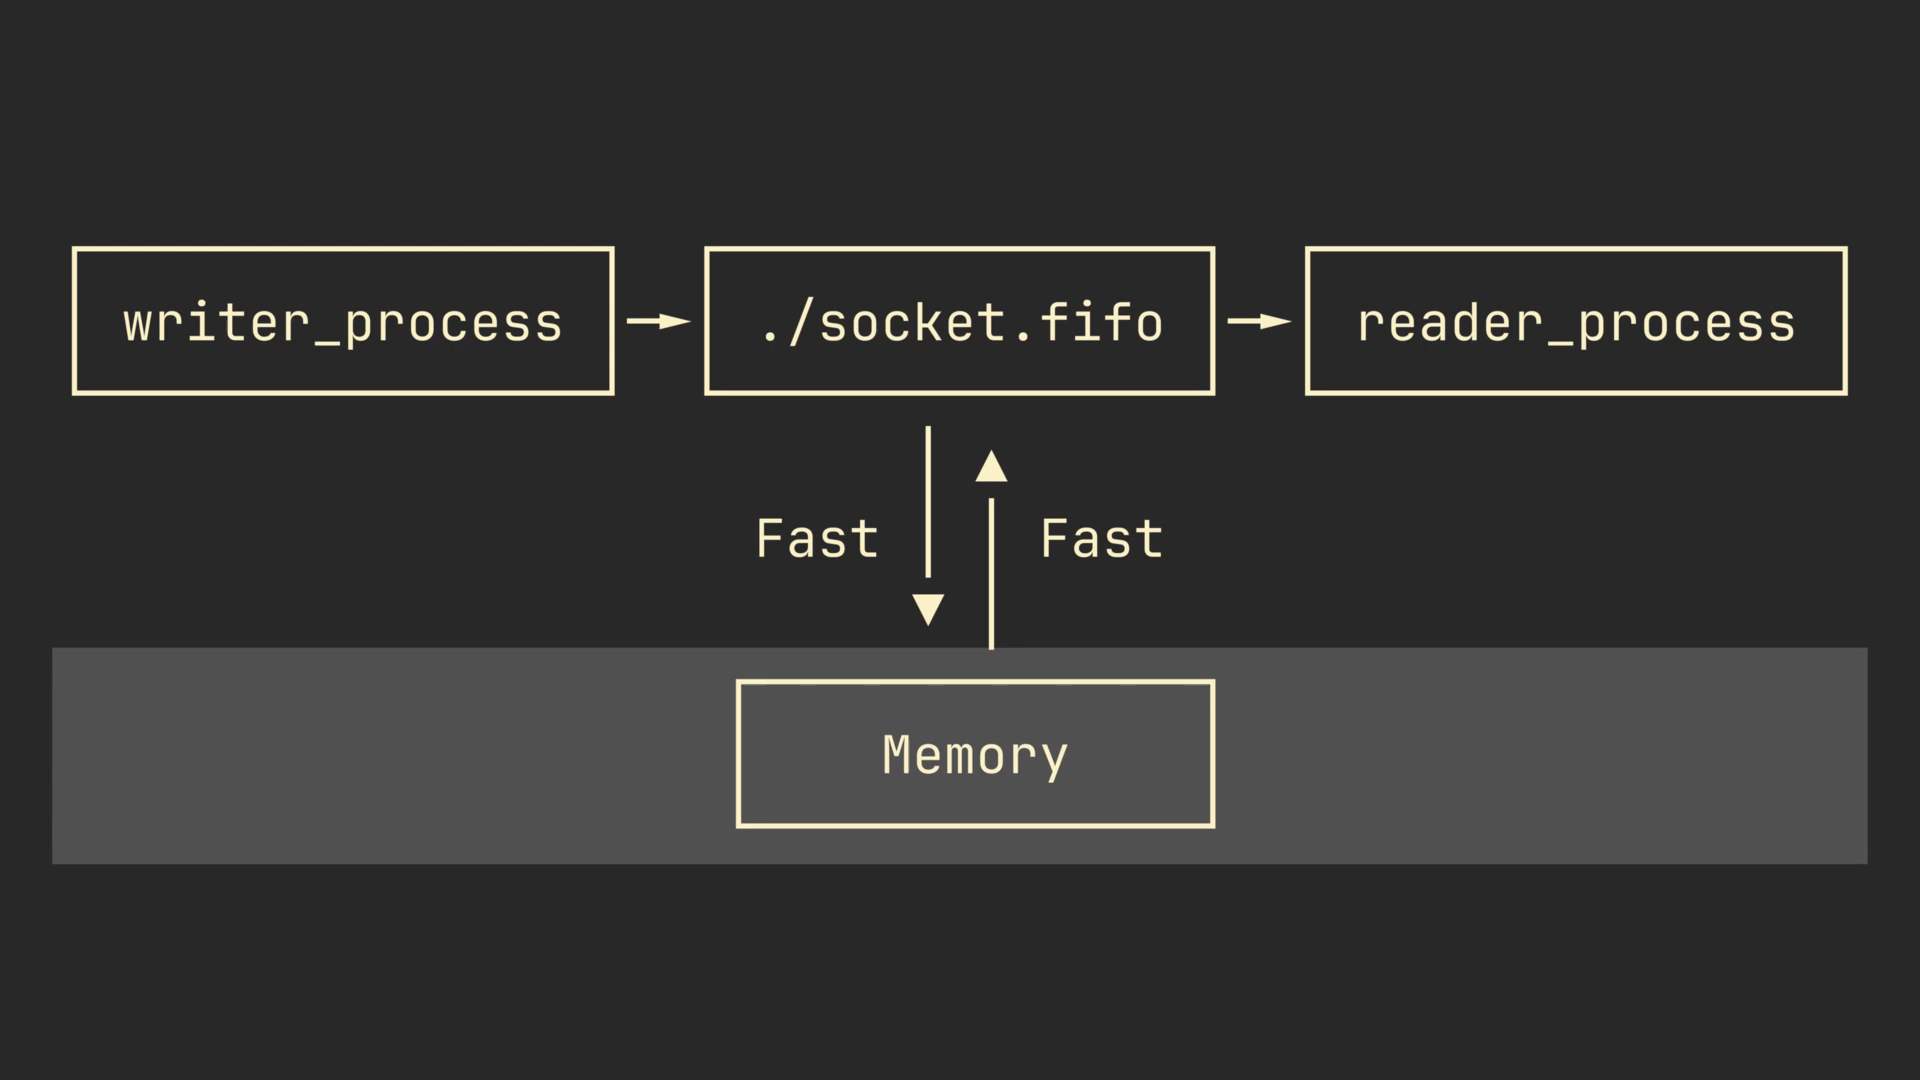 writer_process
./socket.fifo
reader_process
Fast
Fast
Memory